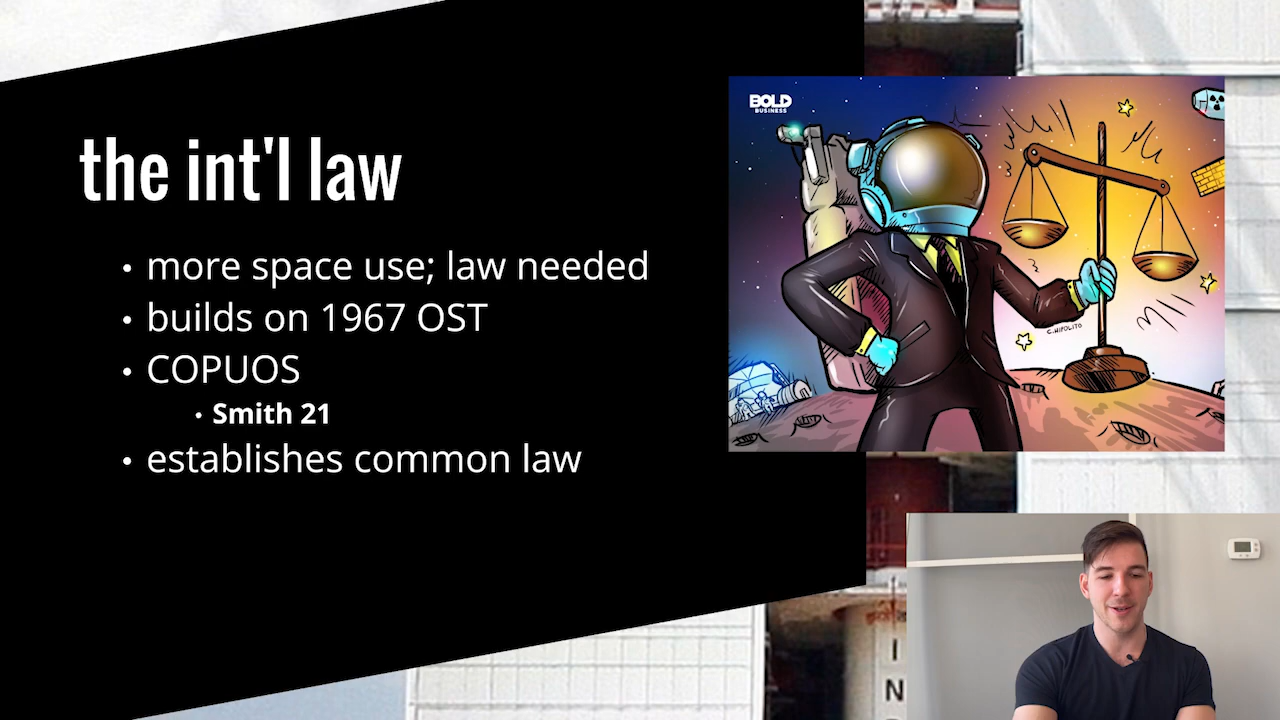 the int'l law
• more space use; law needed
• builds on 1967 OST
• COPUOS
• Smith 21
• establishes common law
BOLD
BUSINESS
C.HIPOLITO
I
N